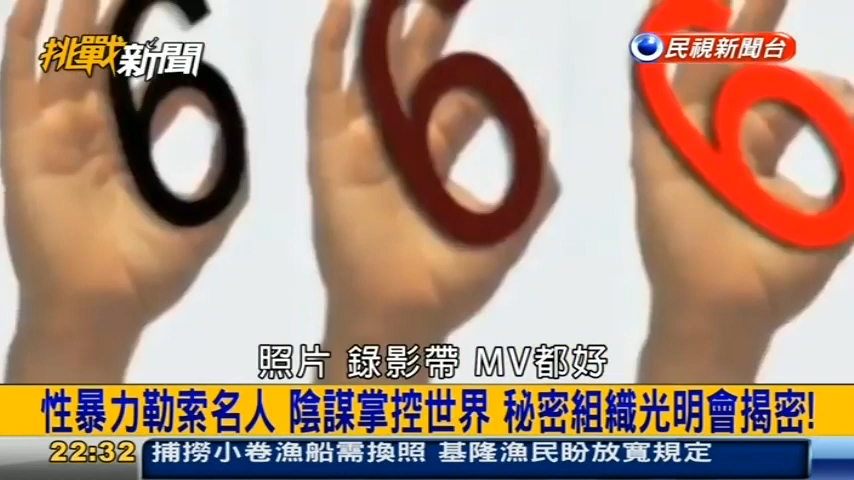 挑戰新聞
民視新聞台
666
照片 錄影帶 MV都好
性暴力勒索名人 陰謀掌控世界 秘密組織光明會揭密!
22:32 捕撈小卷漁船需換照 基隆漁民盼放寬規定